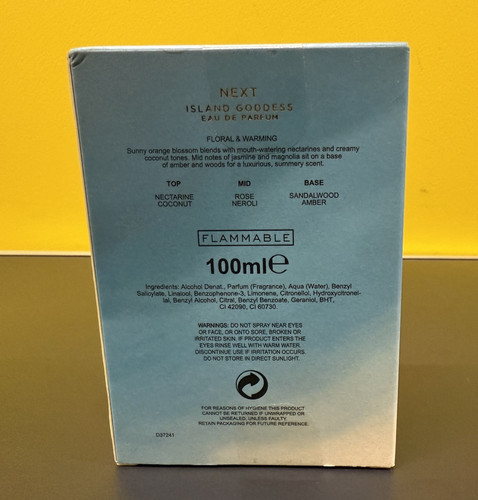 NEXT
ISLAND GODDESS
EAU DE PARFUM
FLORAL & WARMING
Sunny orange blossom blends with mouth-watering nectarines and creamy
coconut tones. Mid notes of jasmine and magnolia sit on a base
of amber and woods for a luxurious, summery scent.
TOP MID BASE
NECTARINE ROSE SANDALWOOD
COCONUT NEROLI AMBER
FLAMMABLE
100ml℮
Ingredients: Alcohol Denat., Parfum (Fragrance), Aqua (Water), Benzyl
Salicylate, Linalool, Benzophenone-3, Limonene, Citronellol, Hydroxycitronel-
lal, Benzyl Alcohol, Citral, Benzyl Benzoate, Geraniol, BHT,
CI 42090, CI 60730.
WARNINGS: DO NOT SPRAY NEAR EYES
OR FACE, OR ONTO SORE, BROKEN OR
IRRITATED SKIN. IF PRODUCT ENTERS THE
EYES RINSE WELL WITH WARM WATER.
DISCONTINUE USE IF IRRITATION OCCURS.
DO NOT STORE IN DIRECT SUNLIGHT.
FOR REASONS OF HYGIENE THIS PRODUCT
CANNOT BE RETURNED IF UNWRAPPED OR
UNSEALED, UNLESS FAULTY.
RETAIN PACKAGING FOR FUTURE REFERENCE.
D37241